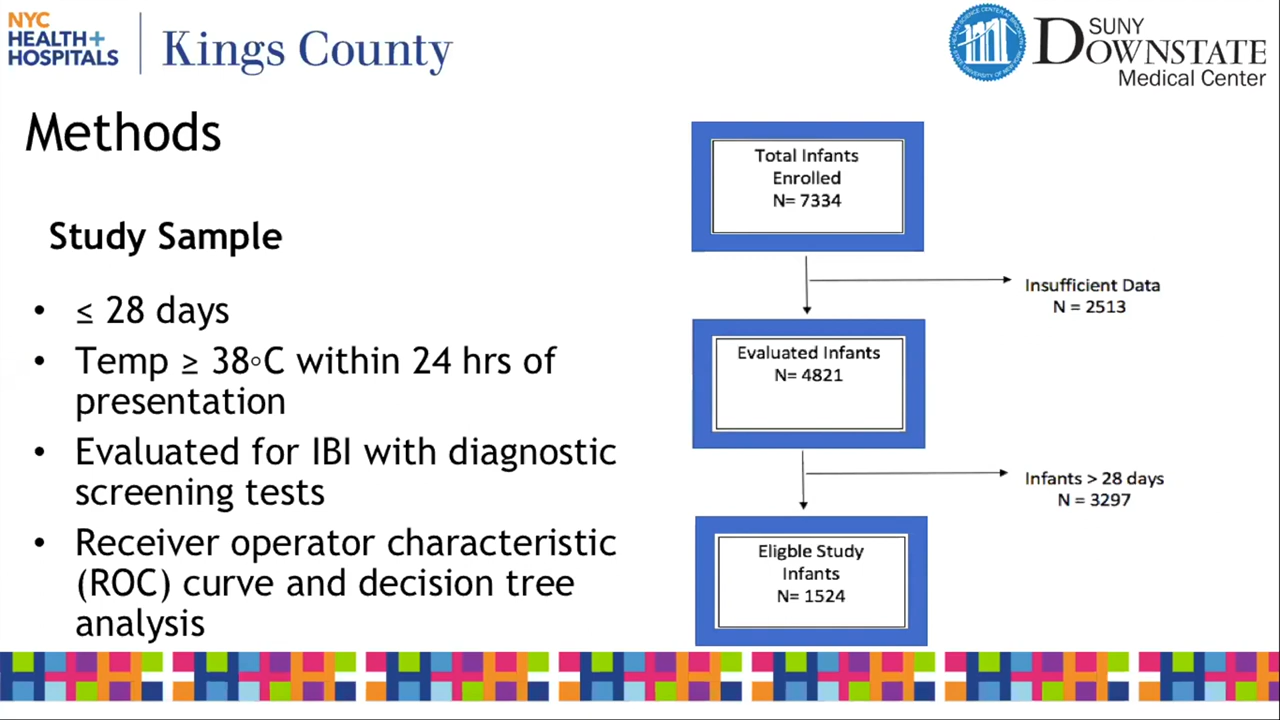 NYC
HEALTH+
HOSPITALS
Kings County
SUNY
DOWNSTATE
Medical Center
Methods
Study Sample
• ≤ 28 days
• Temp ≥ 38◦C within 24 hrs of
presentation
• Evaluated for IBI with diagnostic
screening tests
• Receiver operator characteristic
(ROC) curve and decision tree
analysis
Total Infants
Enrolled
N= 7334
Insufficient Data
N = 2513
Evaluated Infants
N= 4821
Infants > 28 days
N = 3297
Eligble Study
Infants
N= 1524